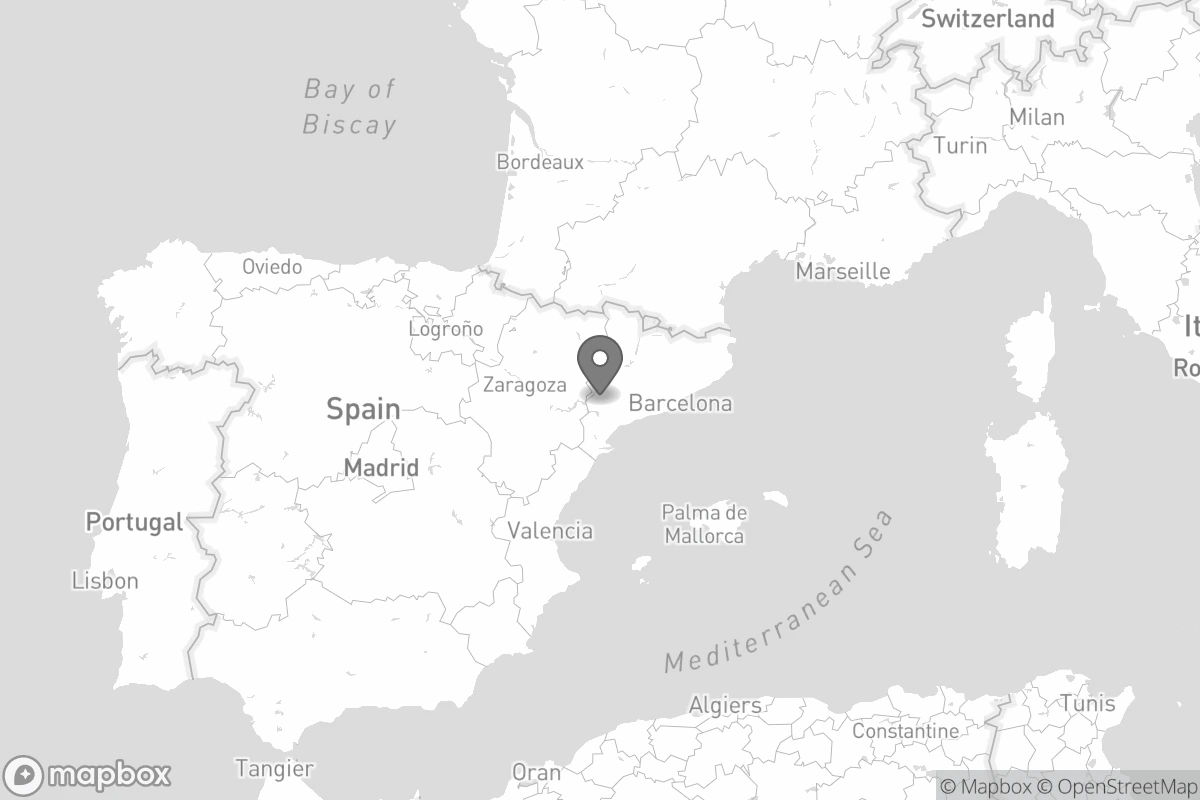 Switzerland
Bay of
Biscay
Milan
Turin
Bordeaux
Oviedo
Marseille
Logroño
It
Ro
Zaragoza
Barcelona
Spain
Madrid
Palma de
Mallorca
Portugal
Valencia
Lisbon
Mediterranean Sea
Algiers
Tunis
Constantine
Tangier
Oran
mapbox
© Mapbox © OpenStreetMap